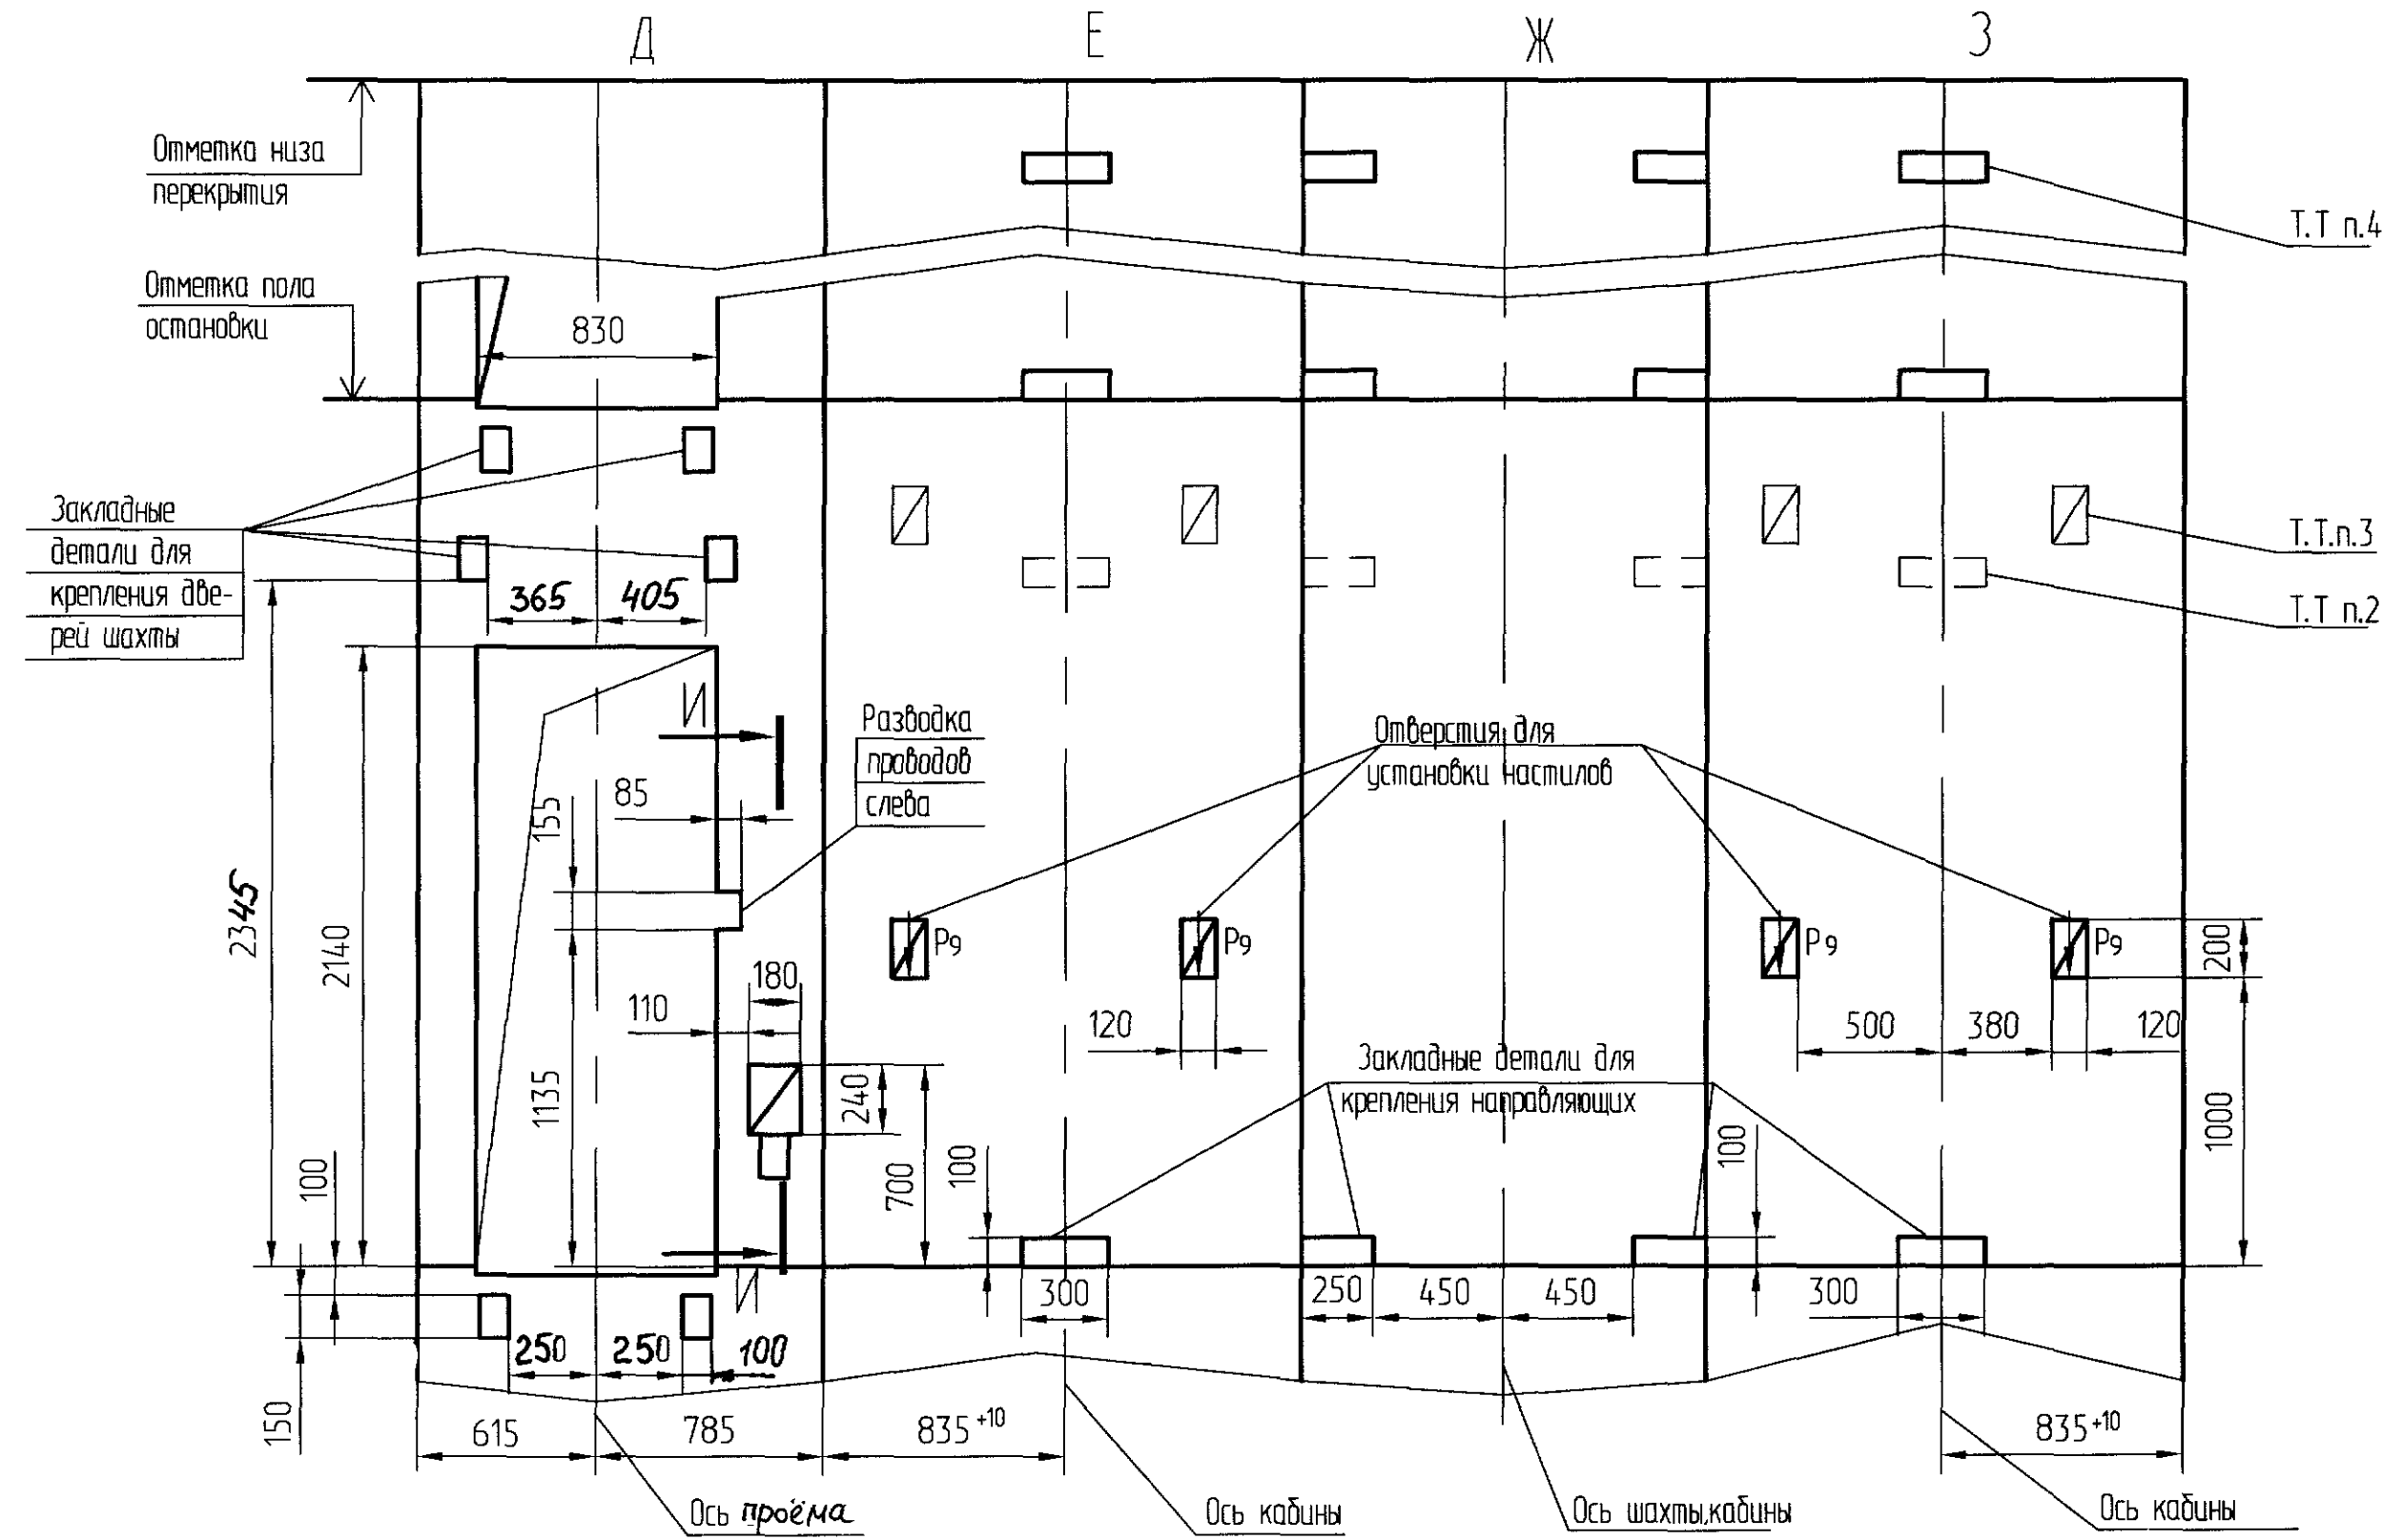 Д
Е
Ж
З
Отметка низа
перекрытия
Т.Т п.4
Отметка пола
остановки
830
Закладные
детали для
крепления две-
рей шахты
Т.Т.п.3
365
405
Т.Т п.2
И
Разводка
проводов
слева
Отверстия для
установки настилов
85
155
2345
2140
Р9
Р9
Р9
Р9
200
180
110
120
500
380
120
Закладные детали для
крепления направляющих
1135
240
1000
100
700
100
100
И
300
250
450
450
300
250
250
100
150
615
785
835+10
835+10
Ось проёма
Ось кабины
Ось шахты,кабины
Ось кабины